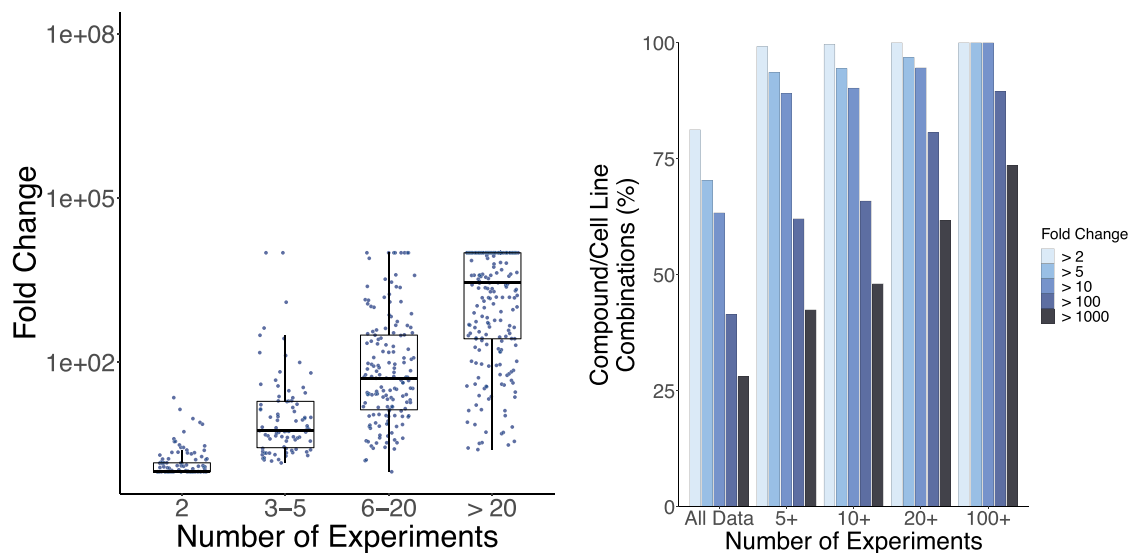 Fold Change
1e+08
1e+05
1e+02
2
3−5
6−20
> 20
Number of Experiments
Compound/Cell Line
Combinations (%)
100
75
50
25
0
All Data
5+
10+
20+
100+
Number of Experiments
Fold Change
> 2
> 5
> 10
> 100
> 1000